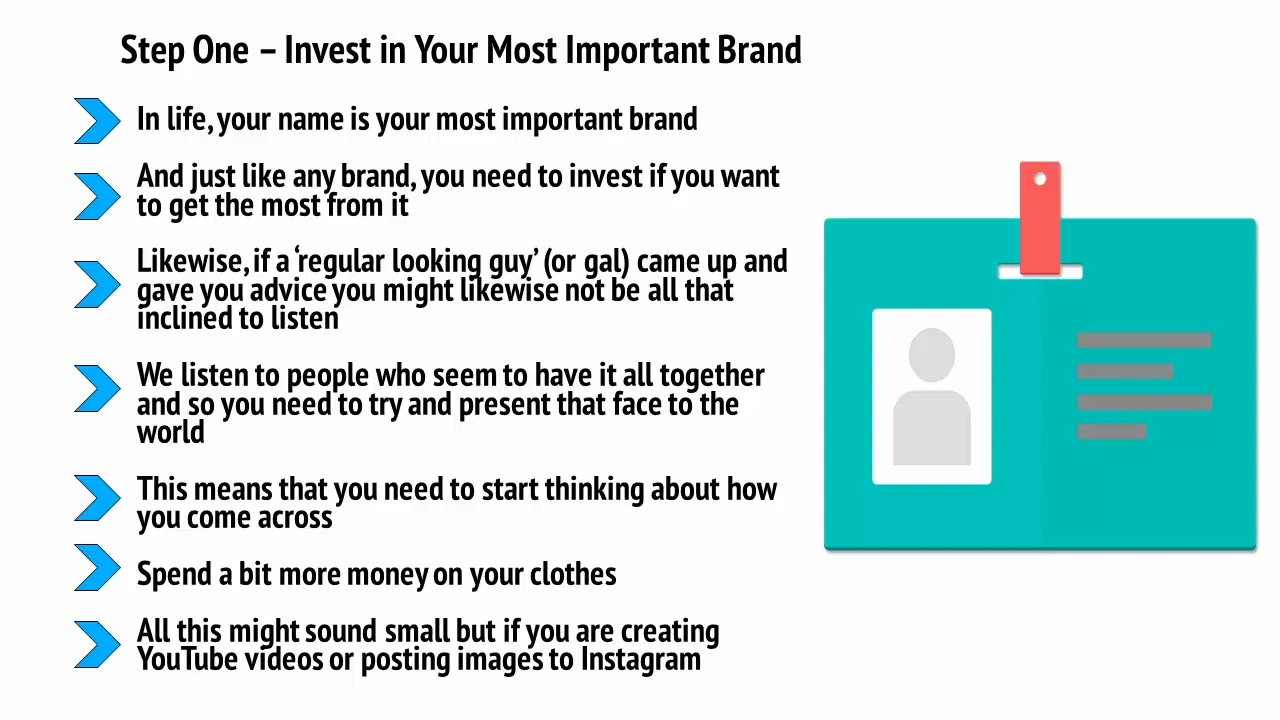 Step One – Invest in Your Most Important Brand
In life, your name is your most important brand
And just like any brand, you need to invest if you want
to get the most from it
Likewise, if a ‘regular looking guy’ (or gal) came up and
gave you advice you might likewise not be all that
inclined to listen
We listen to people who seem to have it all together
and so you need to try and present that face to the
world
This means that you need to start thinking about how
you come across
Spend a bit more money on your clothes
All this might sound small but if you are creating
YouTube videos or posting images to Instagram